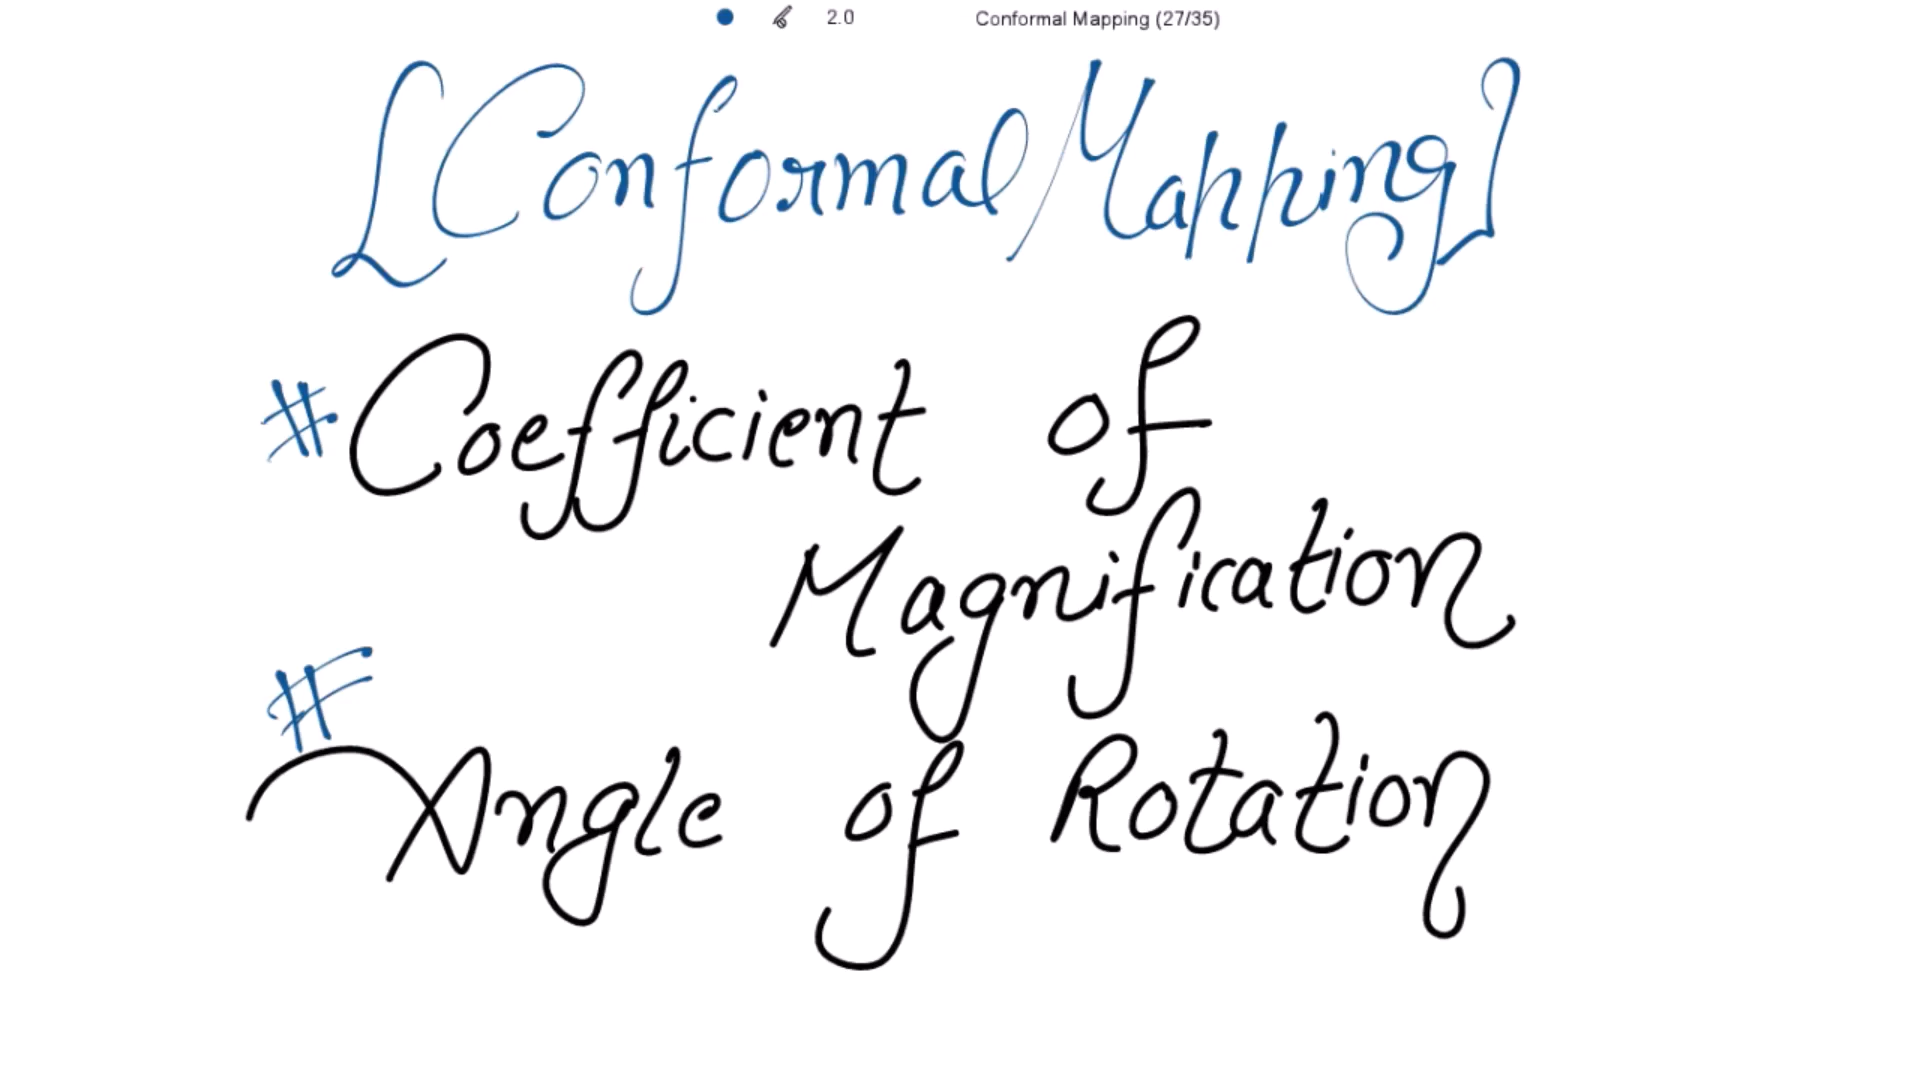 2.0 Conformal Mapping (27/35)
[Conformal Mapping]
# Coefficient of
Magnification
#
Angle of Rotation